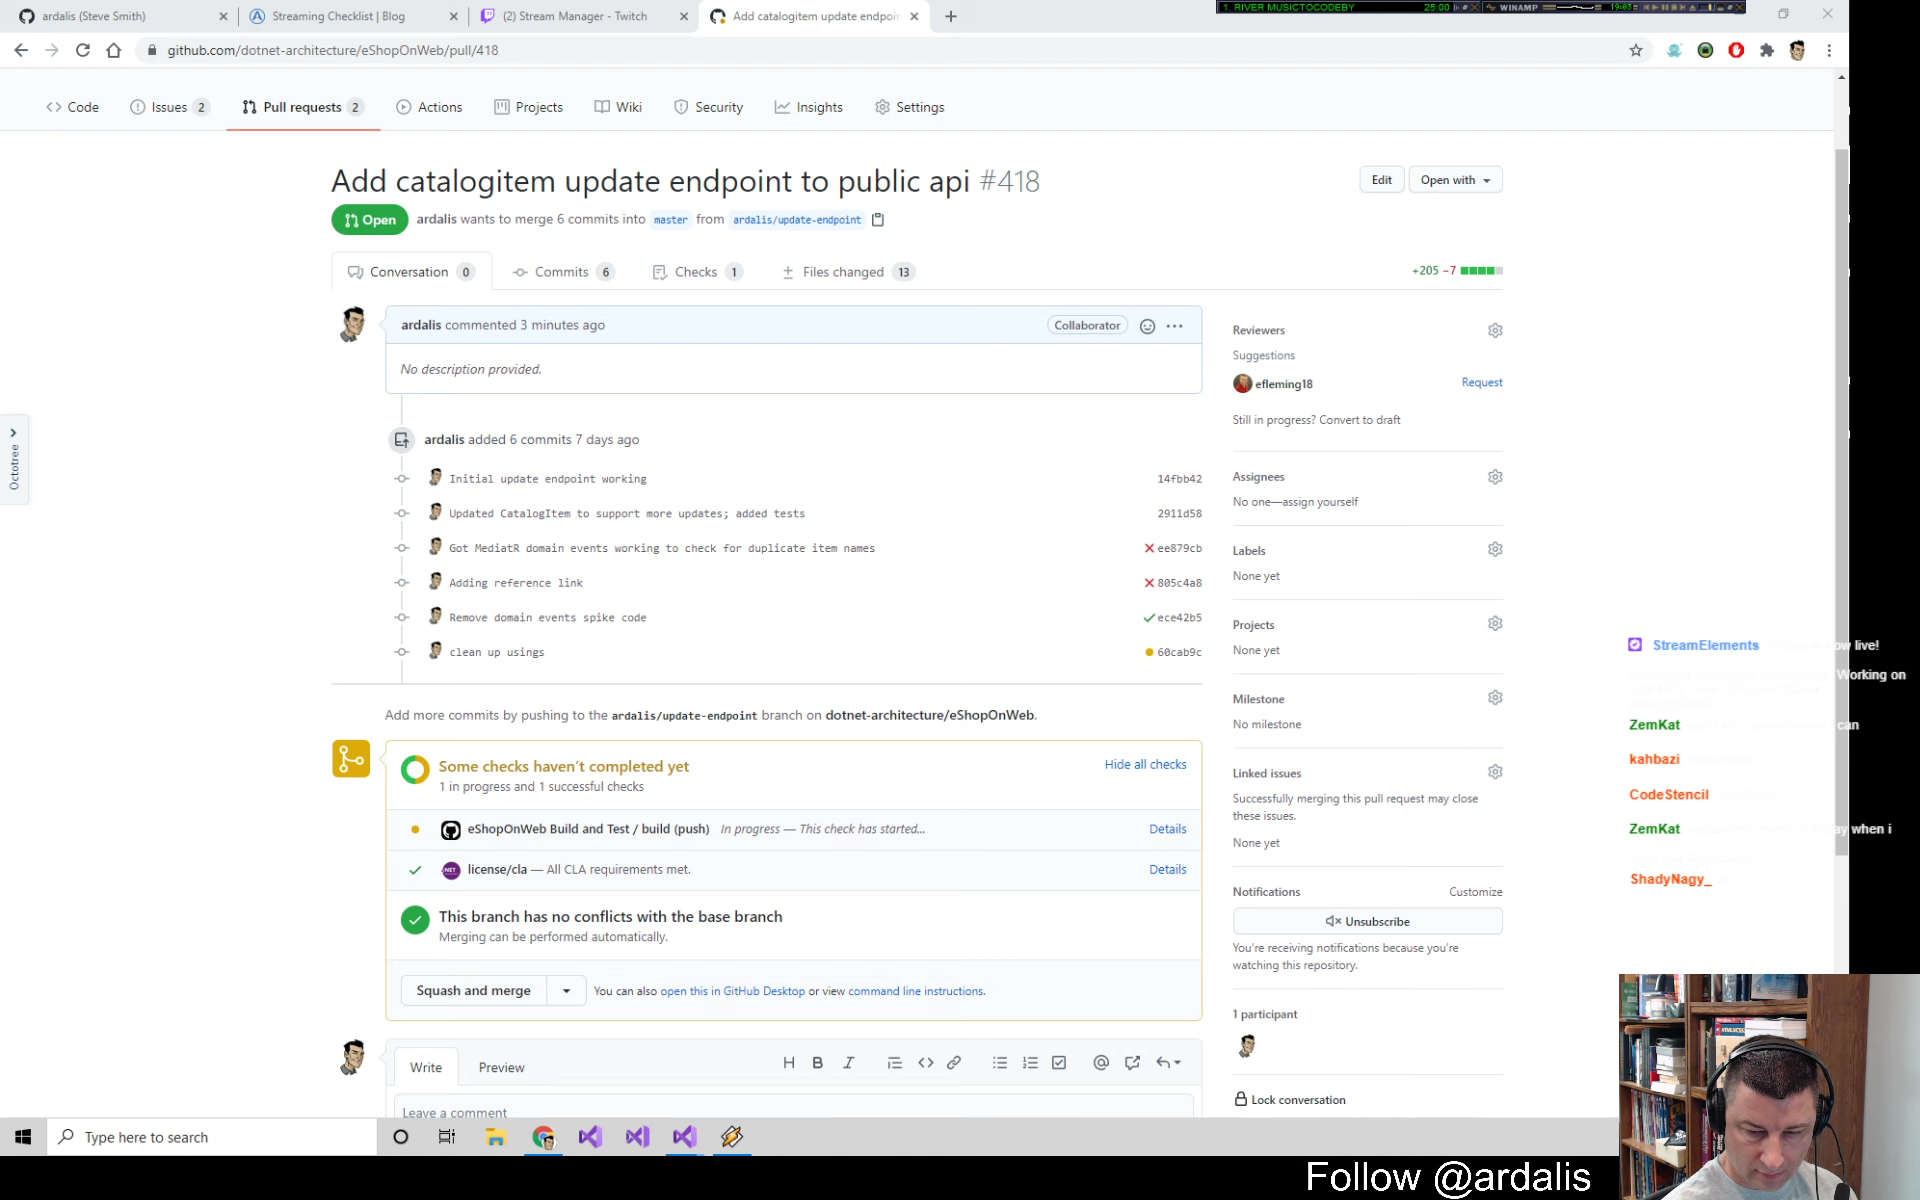 ardalis (Steve Smith)
Streaming Checklist | Blog
(2) Stream Manager - Twitch
Add catalogitem update endpoin
1. RIVER MUSICTOCODEBY
25:00
WINAMP
github.com/dotnet-architecture/eShopOnWeb/pull/418
Code
Issues 2
Pull requests 2
Actions
Projects
Wiki
Security
Insights
Settings
Add catalogitem update endpoint to public api #418
Edit
Open with
Open
ardalis wants to merge 6 commits into master from ardalis/update-endpoint
Conversation 0
Commits 6
Checks 1
Files changed 13
+205 −7
ardalis commented 3 minutes ago
Collaborator
No description provided.
ardalis added 6 commits 7 days ago
Initial update endpoint working 14fbb42
Updated CatalogItem to support more updates; added tests 2911d58
Got MediatR domain events working to check for duplicate item names ee879cb
Adding reference link 805c4a8
Remove domain events spike code ece42b5
clean up usings 60cab9c
Add more commits by pushing to the ardalis/update-endpoint branch on dotnet-architecture/eShopOnWeb.
Some checks haven't completed yet
Hide all checks
1 in progress and 1 successful checks
eShopOnWeb Build and Test / build (push) In progress — This check has started...
Details
license/cla — All CLA requirements met.
Details
This branch has no conflicts with the base branch
Merging can be performed automatically.
Squash and merge
You can also open this in GitHub Desktop or view command line instructions.
Write
Preview
Leave a comment
Reviewers
Suggestions
efleming18
Request
Still in progress? Convert to draft
Assignees
No one—assign yourself
Labels
None yet
Projects
None yet
Milestone
No milestone
Linked issues
Successfully merging this pull request may close
these issues.
None yet
Notifications
Customize
Unsubscribe
You're receiving notifications because you're
watching this repository.
1 participant
Lock conversation
Octotree
StreamElements
ow live!
Working on
ZemKat
can
kahbazi
CodeStencil
ZemKat
ay when i
ShadyNagy_
Type here to search
Follow @ardalis